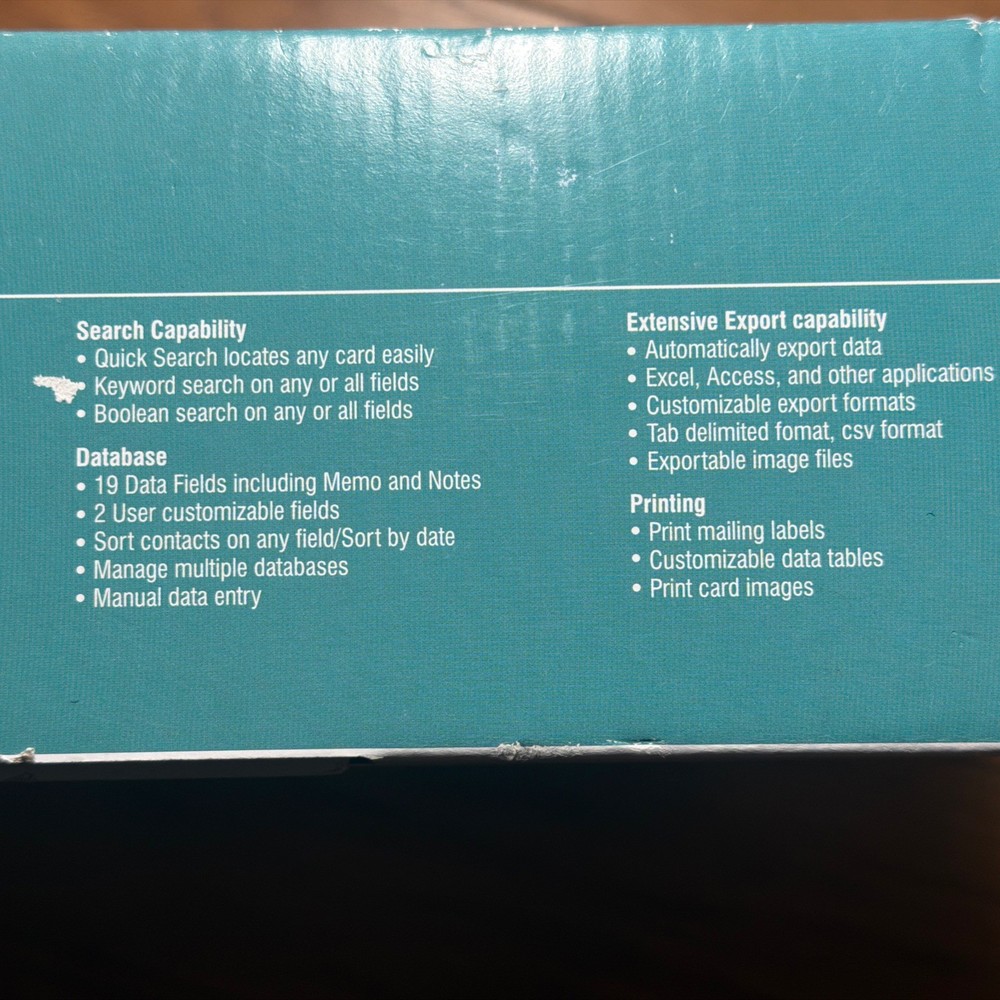 Search Capability
• Quick Search locates any card easily
• Keyword search on any or all fields
• Boolean search on any or all fields
Database
• 19 Data Fields including Memo and Notes
• 2 User customizable fields
• Sort contacts on any field/Sort by date
• Manage multiple databases
• Manual data entry
Extensive Export capability
• Automatically export data
• Excel, Access, and other applications
• Customizable export formats
• Tab delimited fomat, csv format
• Exportable image files
Printing
• Print mailing labels
• Customizable data tables
• Print card images